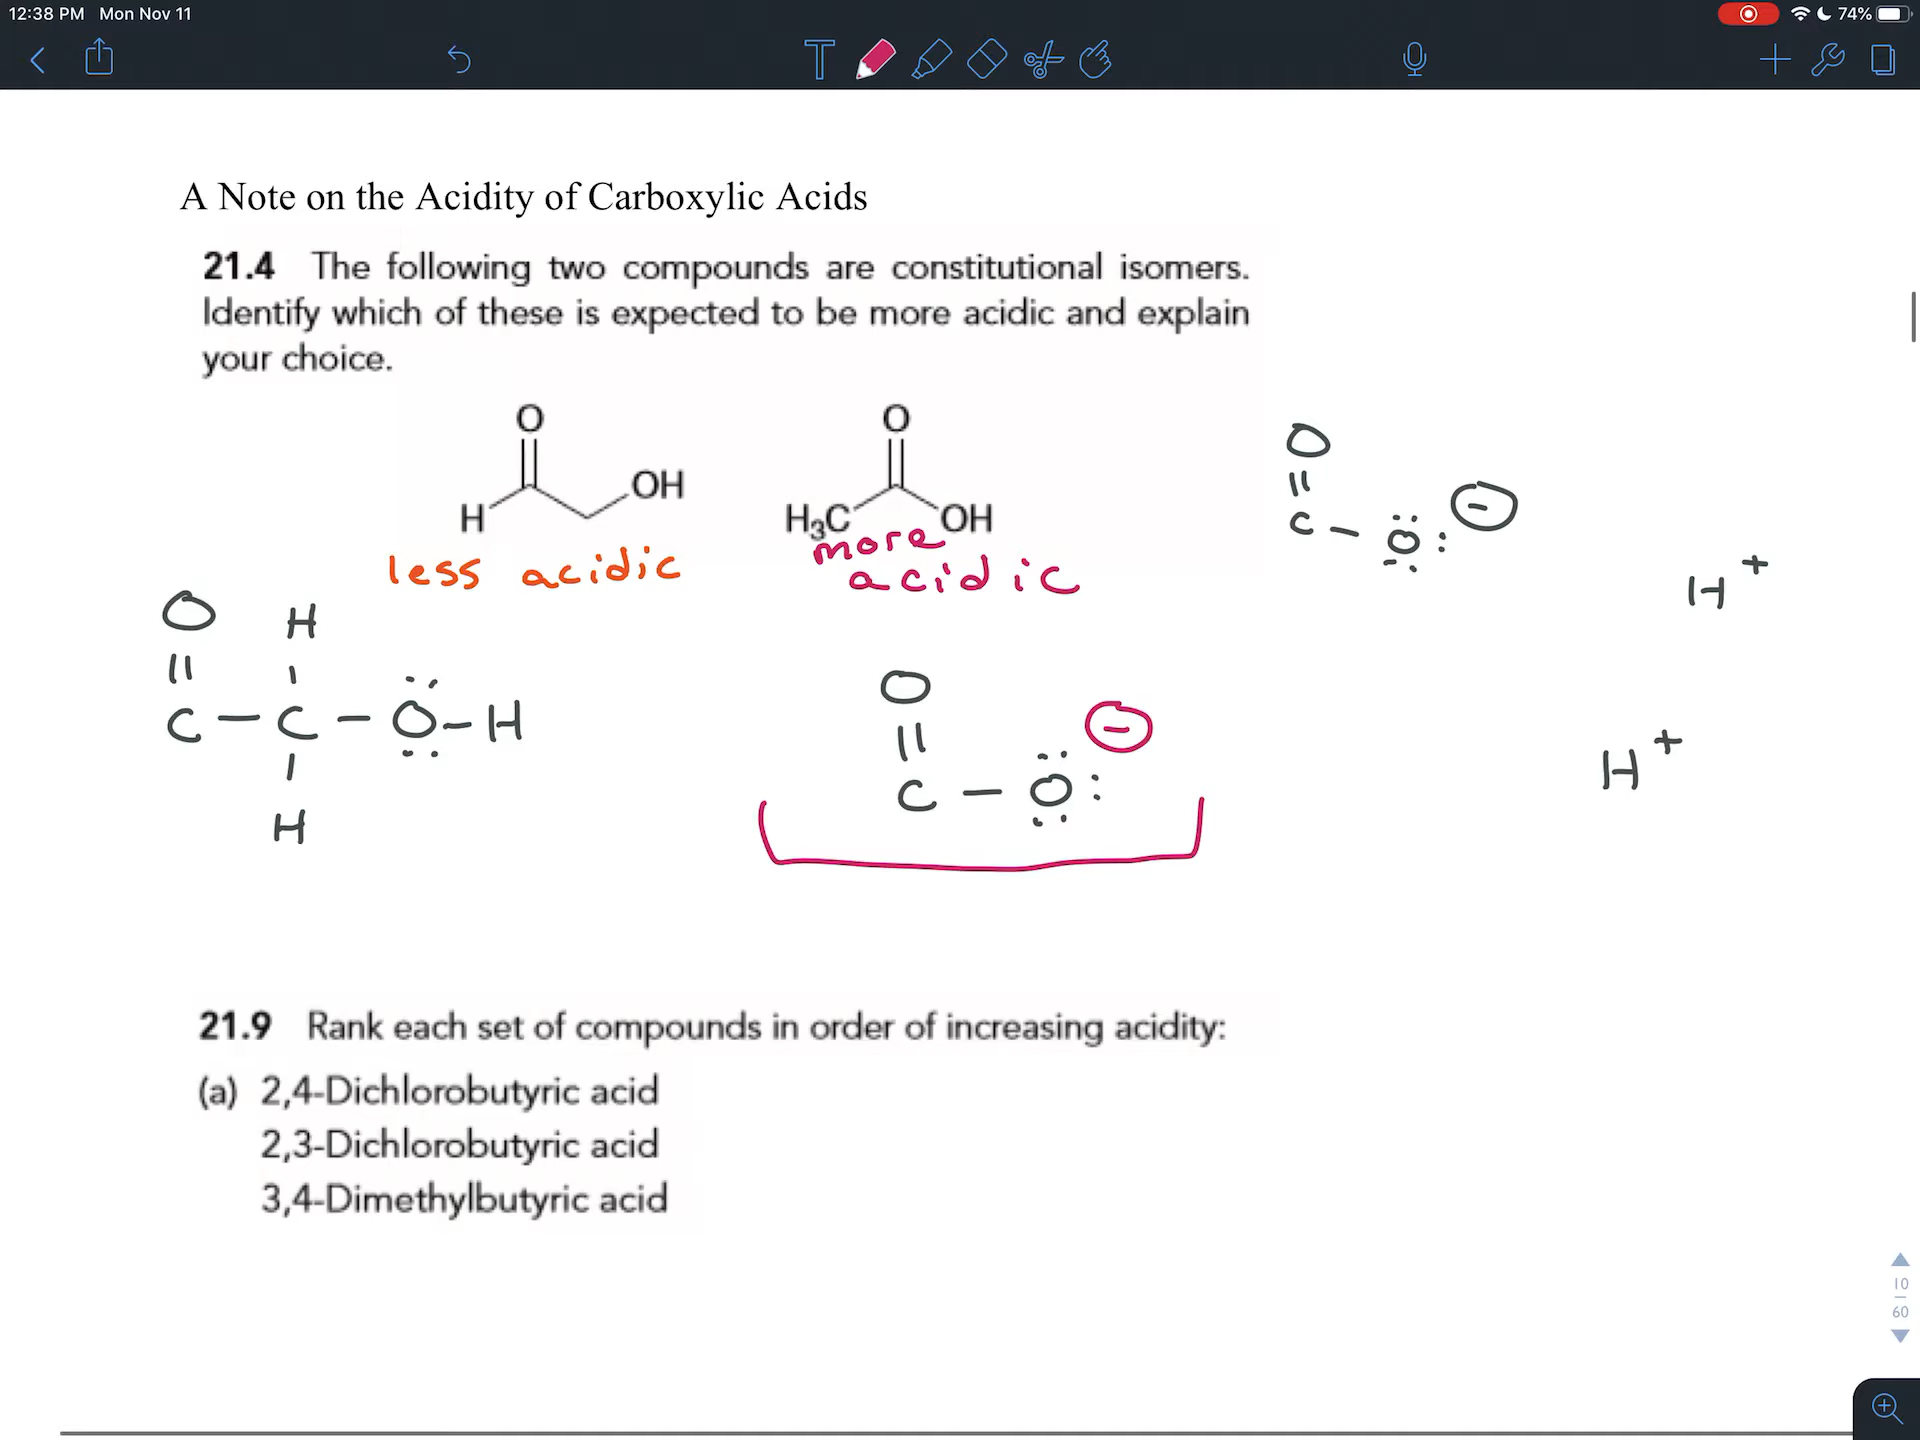 12:38 PM Mon Nov 11
74%
T
A Note on the Acidity of Carboxylic Acids
21.4 The following two compounds are constitutional isomers.
Identify which of these is expected to be more acidic and explain
your choice.
O
H
OH
less acidic
O
H₃C
OH
more
acidic
O
C - O: -
H+
O H
C - C - O - H
H
O -
C - O:
H+
21.9 Rank each set of compounds in order of increasing acidity:
(a) 2,4-Dichlorobutyric acid
2,3-Dichlorobutyric acid
3,4-Dimethylbutyric acid
10
60